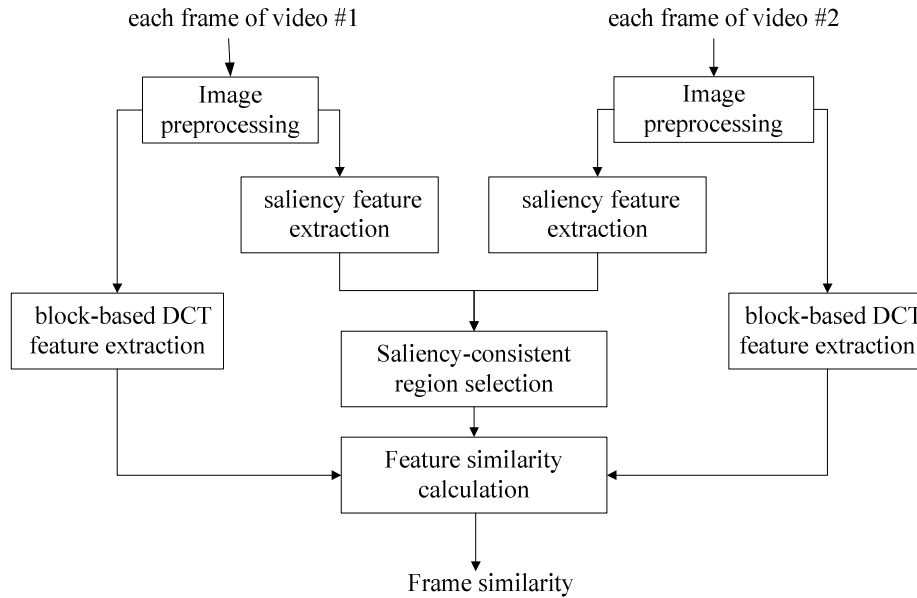 each frame of video #1
each frame of video #2
Image
preprocessing
Image
preprocessing
saliency feature
extraction
saliency feature
extraction
block-based DCT
feature extraction
block-based DCT
feature extraction
Saliency-consistent
region selection
Feature similarity
calculation
Frame similarity